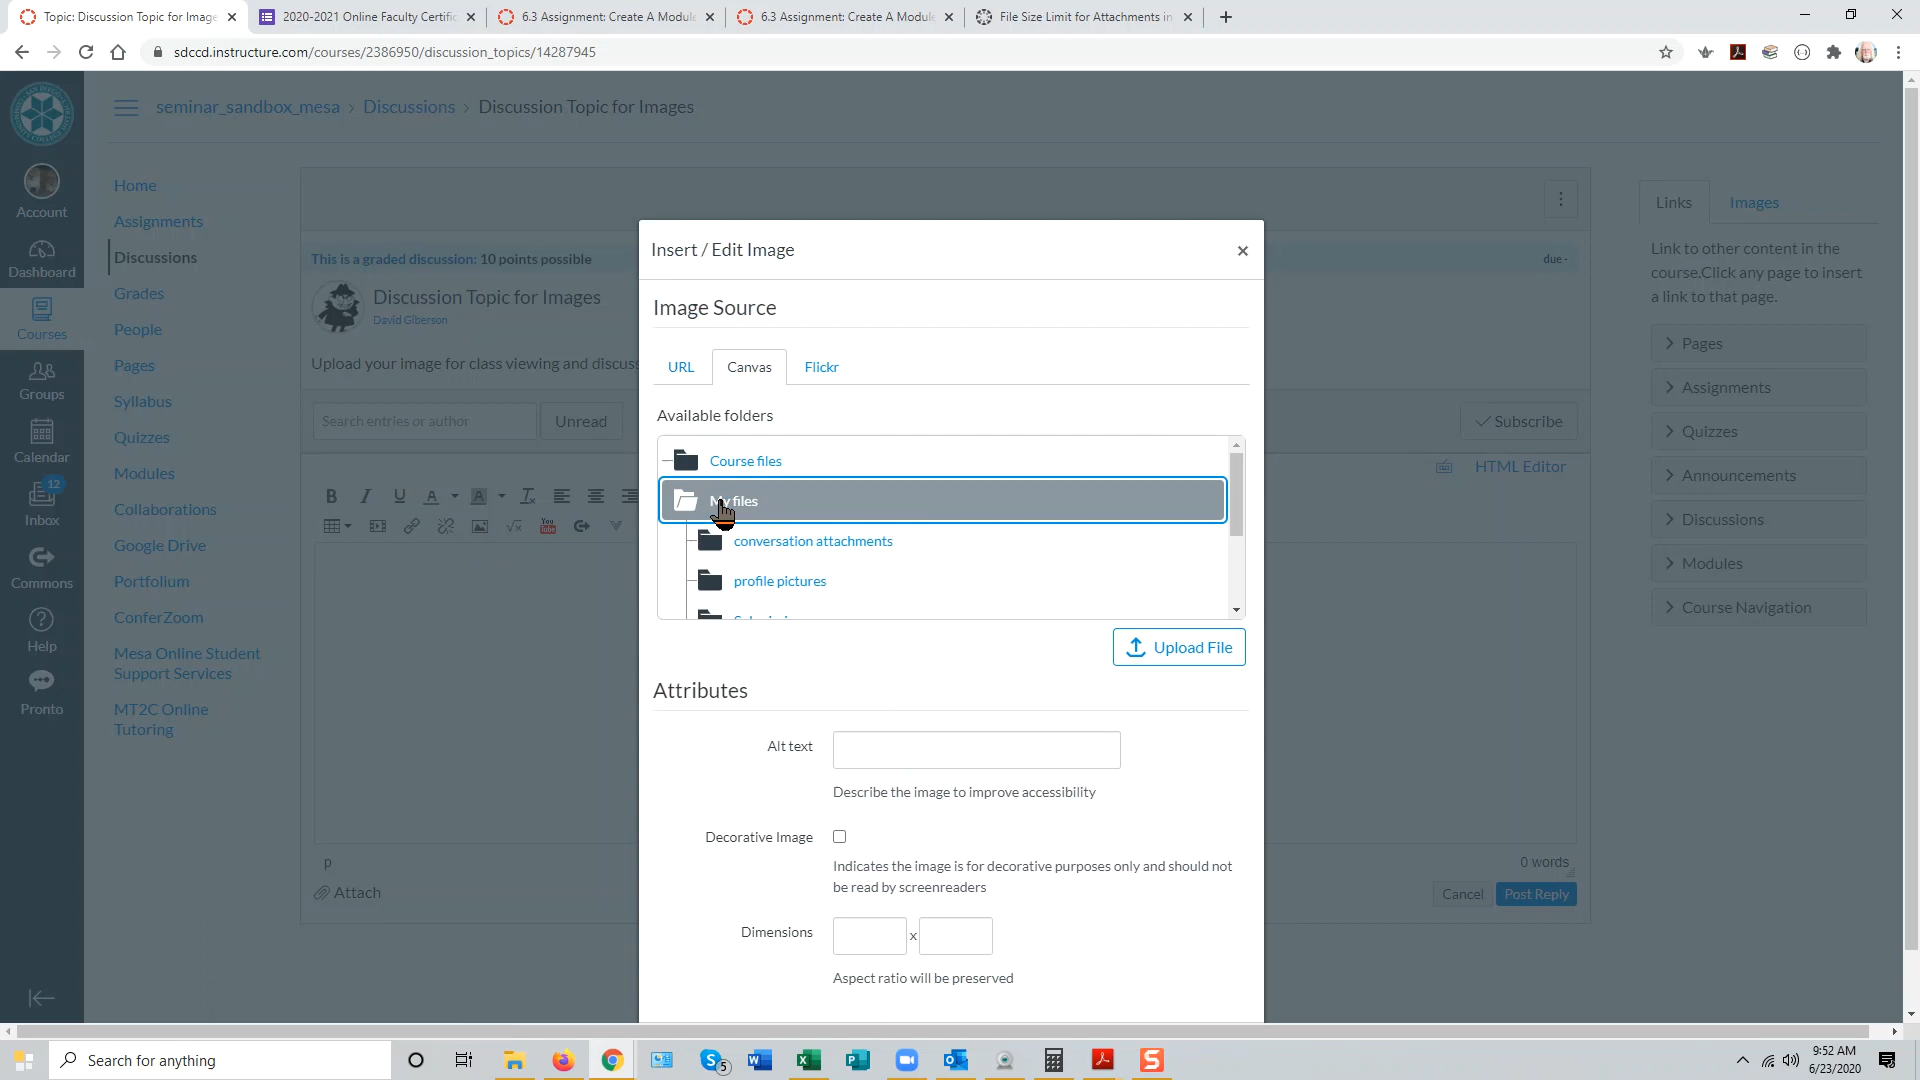 Topic: Discussion Topic for Image
2020-2021 Online Faculty Certific
6.3 Assignment: Create A Module
6.3 Assignment: Create A Module
File Size Limit for Attachments in
sdccd.instructure.com/courses/2386950/discussion_topics/14287945
seminar_sandbox_mesa › Discussions › Discussion Topic for Images
Account
Dashboard
Courses
Groups
Calendar
12
Inbox
Commons
Help
Pronto
Home
Assignments
Discussions
Grades
People
Pages
Syllabus
Quizzes
Modules
Collaborations
Google Drive
Portfolium
ConferZoom
Mesa Online Student
Support Services
MT2C Online
Tutoring
This is a graded discussion: 10 points possible
due -
Discussion Topic for Images
David Giberson
Upload your image for class viewing and discuss
Search entries or author
Unread
Subscribe
HTML Editor
B I U A A
p
0 words
Attach
Cancel
Post Reply
Insert / Edit Image
Image Source
URL
Canvas
Flickr
Available folders
Course files
My files
conversation attachments
profile pictures
Upload File
Attributes
Alt text
Describe the image to improve accessibility
Decorative Image
Indicates the image is for decorative purposes only and should not
be read by screenreaders
Dimensions
x
Aspect ratio will be preserved
Links
Images
Link to other content in the
course.Click any page to insert
a link to that page.
Pages
Assignments
Quizzes
Announcements
Discussions
Modules
Course Navigation
Search for anything
5
9:52 AM
6/23/2020